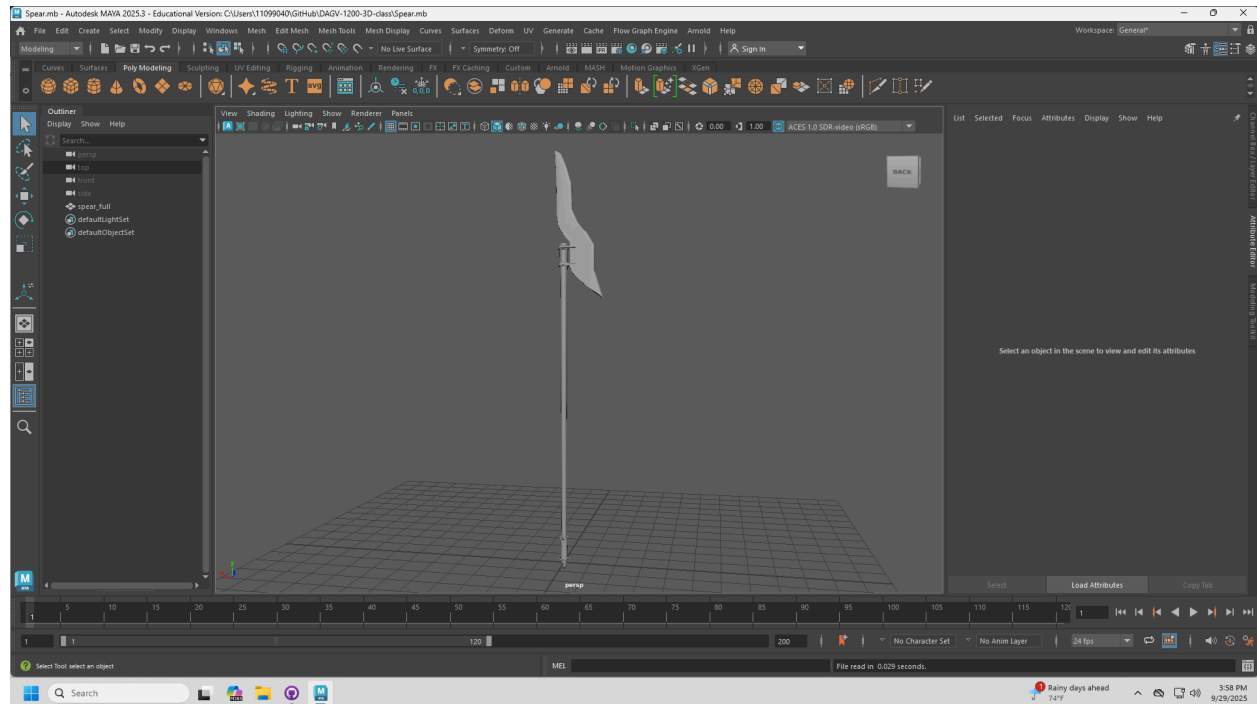 Spear.mb - Autodesk MAYA 2025.3 - Educational Version: C:\Users\11099040\GitHub\DAGV-1200-3D-class\Spear.mb
File Edit Create Select Modify Display Windows Mesh Edit Mesh Mesh Tools Mesh Display Curves Surfaces Deform UV Generate Cache Flow Graph Engine Arnold Help
Workspace: General*
Modeling No Live Surface Symmetry: Off Sign In
Curves Surfaces Poly Modeling Sculpting UV Editing Rigging Animation Rendering FX FX Caching Custom Arnold MASH Motion Graphics XGen
SVG
0,0,0
Outliner
Display Show Help
Search...
persp
top
front
side
spear_full
defaultLightSet
defaultObjectSet
View Shading Lighting Show Renderer Panels
0.00 1.00 ACES 1.0 SDR-video (sRGB)
BACK
persp
List Selected Focus Attributes Display Show Help
Select an object in the scene to view and edit its attributes
Select Load Attributes Copy Tab
Channel Box / Layer Editor
Attribute Editor
Modeling Toolkit
5 10 15 20 25 30 35 40 45 50 55 60 65 70 75 80 85 90 95 100 105 110 115 120
1 1
1 1 120 200 No Character Set No Anim Layer 24 fps
Select Tool: select an object
MEL
File read in 0.029 seconds.
Search
1
Rainy days ahead
74°F
3:58 PM
9/29/2025